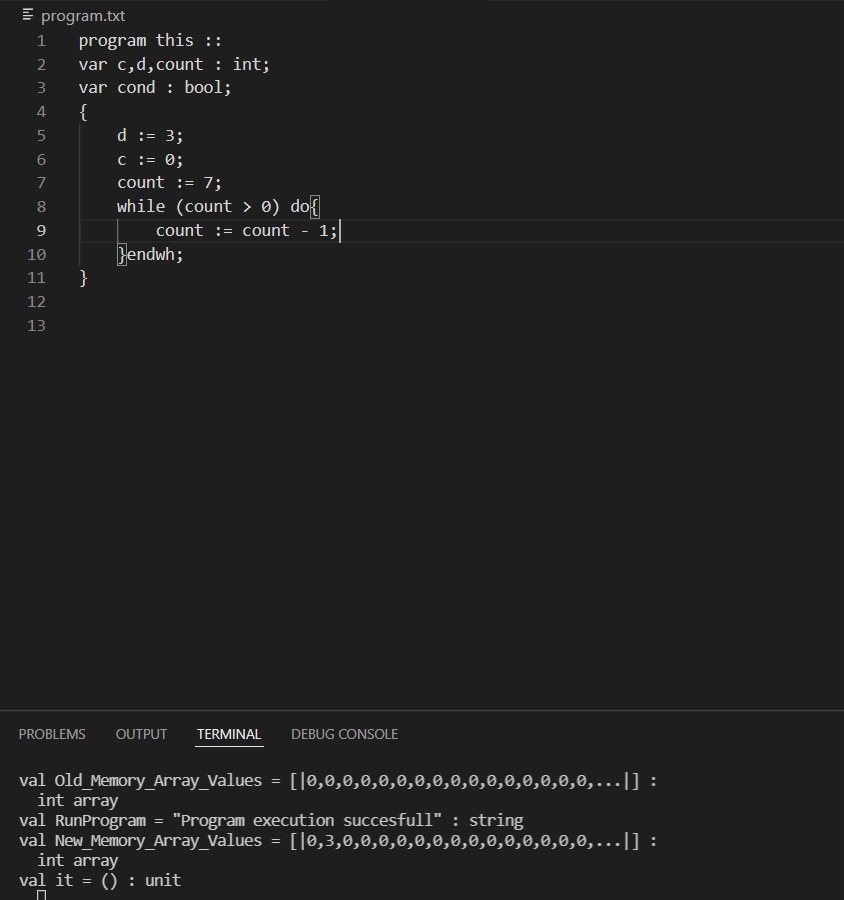 program.txt
1 program this ::
2 var c,d,count : int;
3 var cond : bool;
4 {
5     d := 3;
6     c := 0;
7     count := 7;
8     while (count > 0) do{
9         count := count - 1;
10     }endwh;
11 }
12
13
PROBLEMS OUTPUT TERMINAL DEBUG CONSOLE
val Old_Memory_Array_Values = [|0,0,0,0,0,0,0,0,0,0,0,0,0,0,0,0,...|] :
  int array
val RunProgram = "Program execution succesfull" : string
val New_Memory_Array_Values = [|0,3,0,0,0,0,0,0,0,0,0,0,0,0,0,0,...|] :
  int array
val it = () : unit